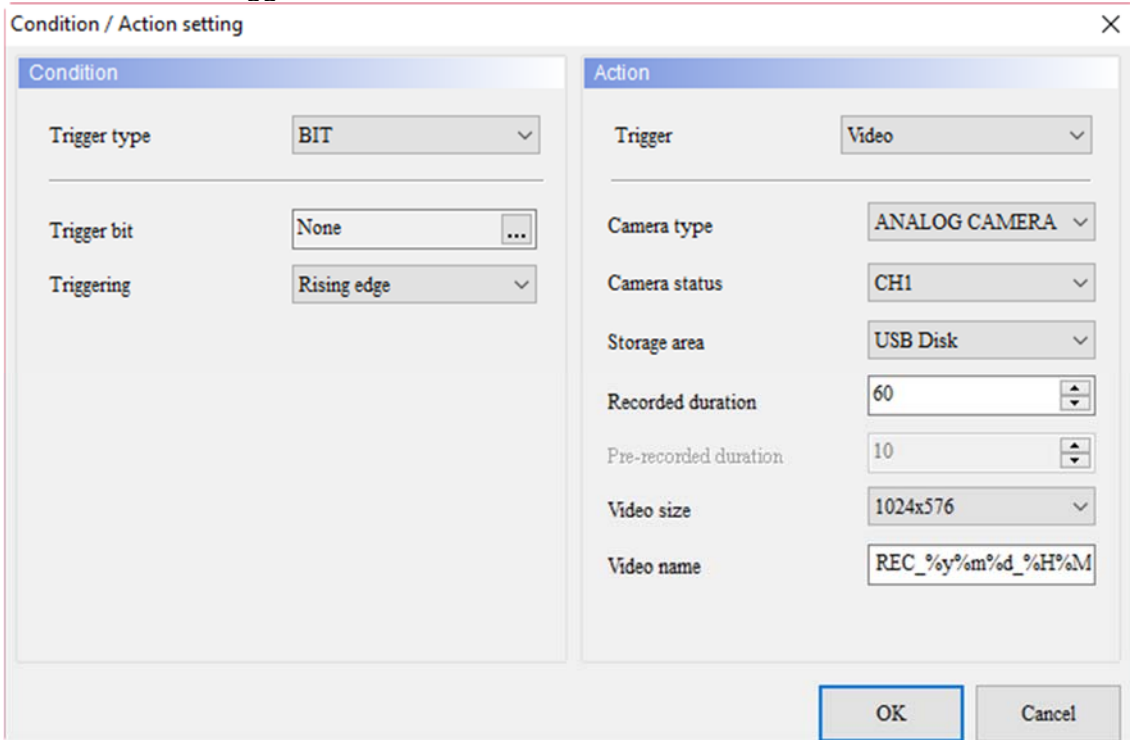 Condition / Action setting
Condition
Trigger type
BIT
Trigger bit
None
...
Triggering
Rising edge
Action
Trigger
Video
Camera type
ANALOG CAMERA
Camera status
CH1
Storage area
USB Disk
Recorded duration
60
Pre-recorded duration
10
Video size
1024x576
Video name
REC_%y%m%d_%H%M
OK
Cancel